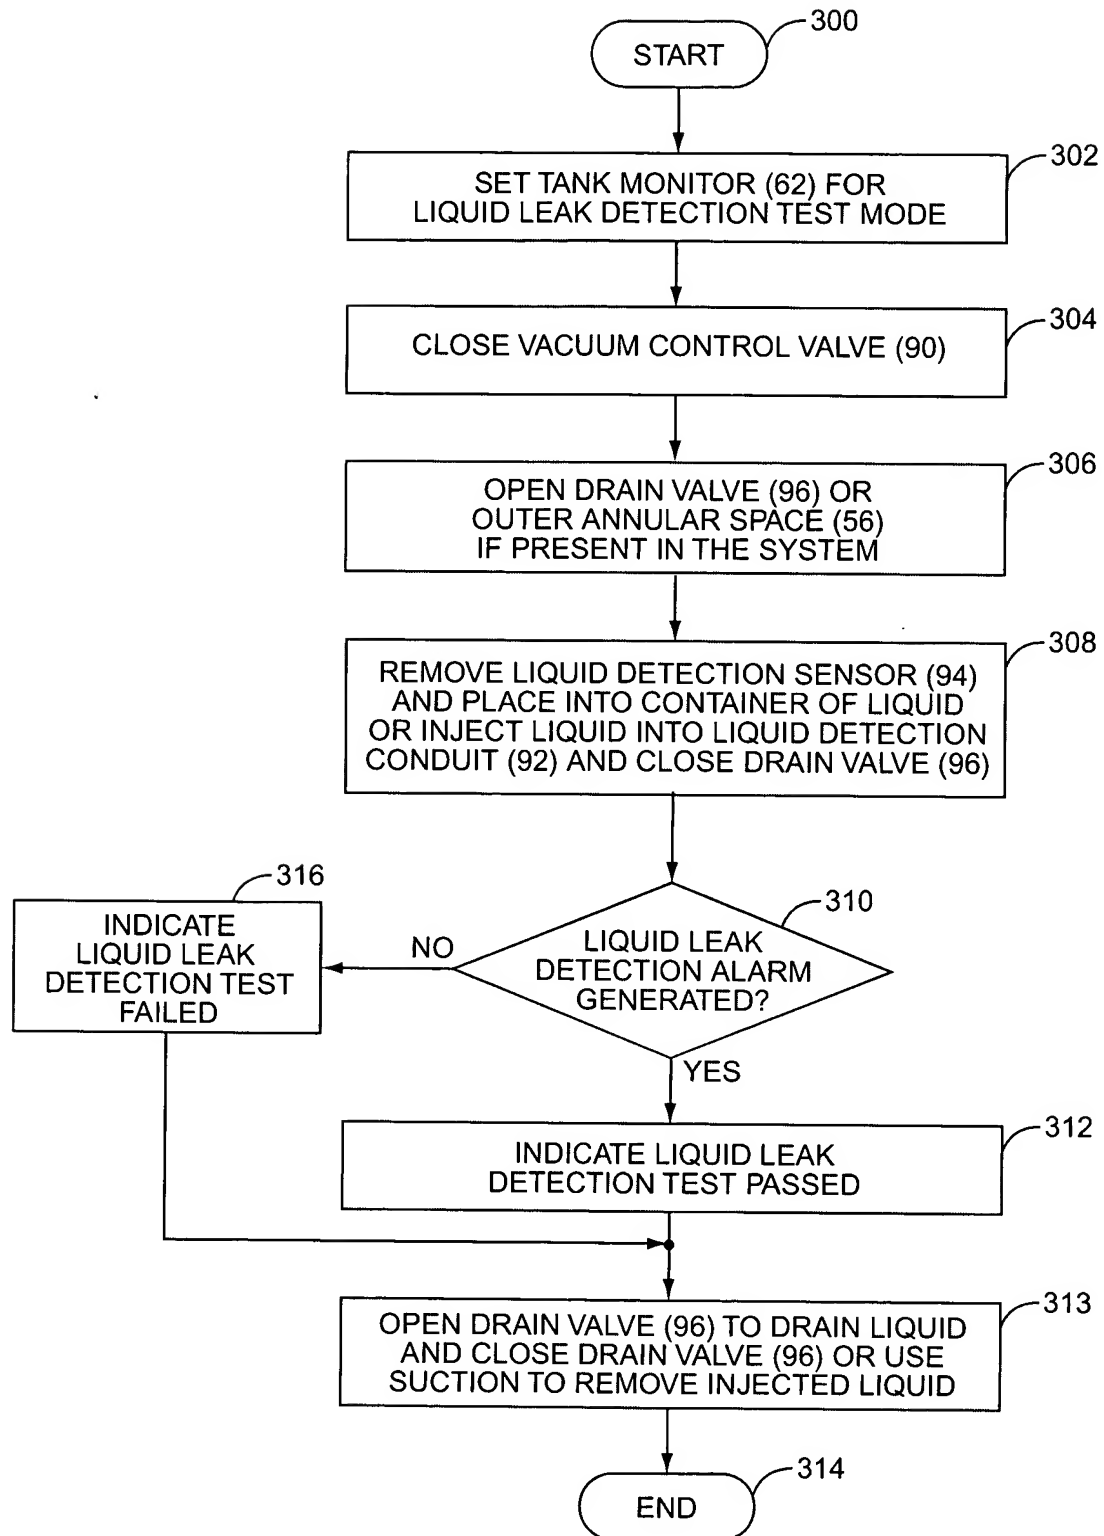 300
START
302
SET TANK MONITOR (62) FOR
LIQUID LEAK DETECTION TEST MODE
304
CLOSE VACUUM CONTROL VALVE (90)
306
OPEN DRAIN VALVE (96) OR
OUTER ANNULAR SPACE (56)
IF PRESENT IN THE SYSTEM
308
REMOVE LIQUID DETECTION SENSOR (94)
AND PLACE INTO CONTAINER OF LIQUID
OR INJECT LIQUID INTO LIQUID DETECTION
CONDUIT (92) AND CLOSE DRAIN VALVE (96)
310
LIQUID LEAK
DETECTION ALARM
GENERATED?
NO
316
INDICATE
LIQUID LEAK
DETECTION TEST
FAILED
YES
312
INDICATE LIQUID LEAK
DETECTION TEST PASSED
313
OPEN DRAIN VALVE (96) TO DRAIN LIQUID
AND CLOSE DRAIN VALVE (96) OR USE
SUCTION TO REMOVE INJECTED LIQUID
314
END